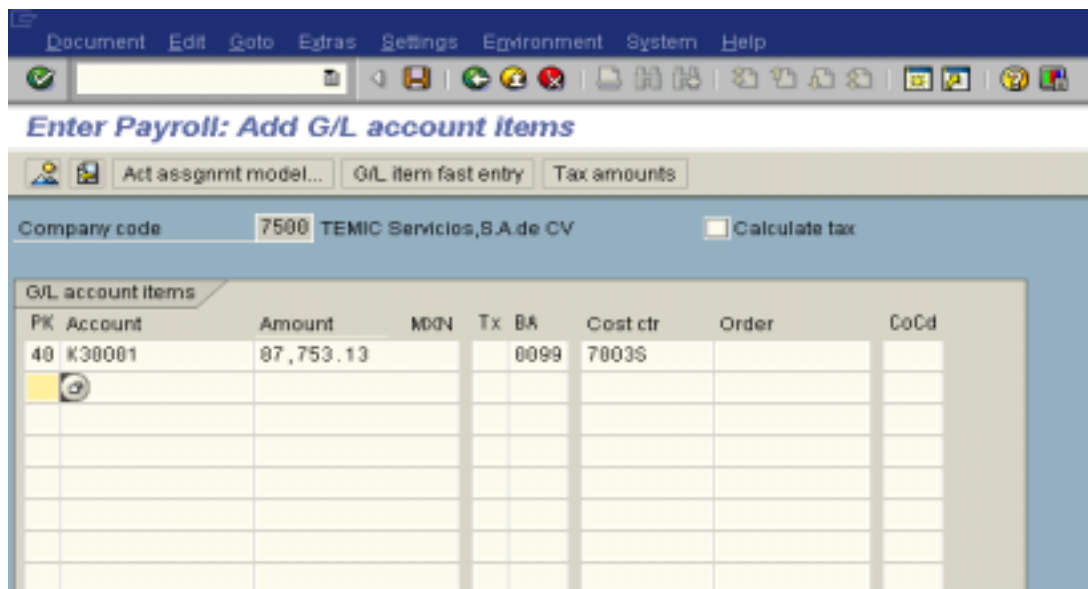 Document Edit Goto Extras Settings Environment System Help
Enter Payroll: Add G/L account items
Act assgnmt model... G/L item fast entry Tax amounts
Company code 7500 TEMIC Servicios,S.A.de CV Calculate tax
G/L account items
PK Account Amount MXN Tx BA Cost ctr Order CoCd
40 K38001 87,753.13 0099 7803S